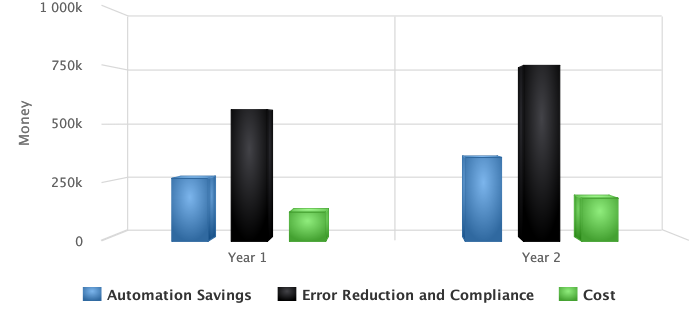 1 000k
750k
500k
250k
0
Money
Year 1
Year 2
Automation Savings
Error Reduction and Compliance
Cost